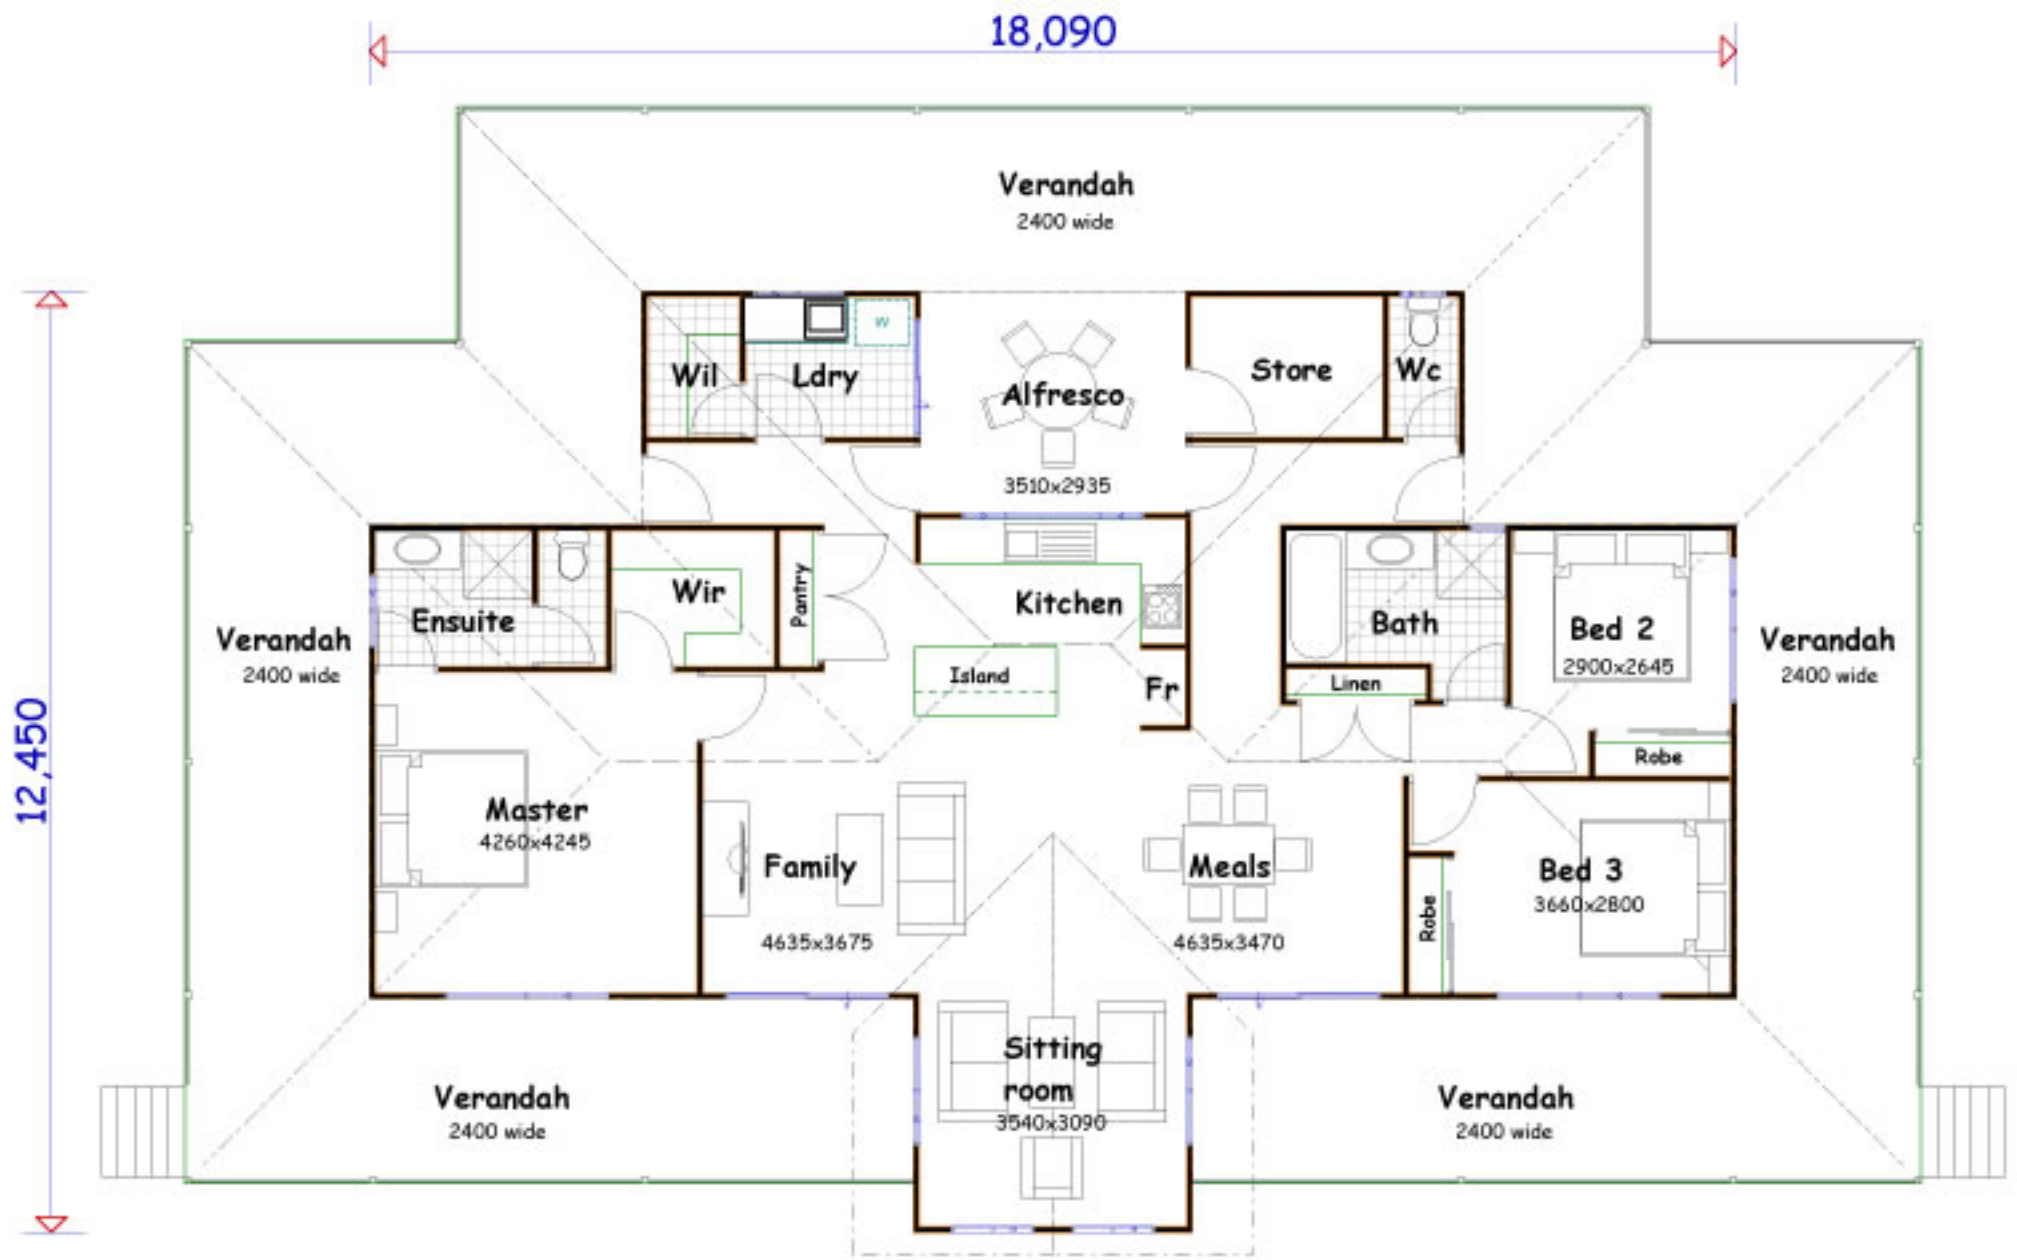 18,090
Verandah
2400 wide
W
Wil
Ldry
Alfresco
3510x2935
Store
Wc
12,450
Verandah
2400 wide
Ensuite
Wir
Pantry
Kitchen
Island
Fr
Bath
Linen
Bed 2
2900x2645
Robe
Verandah
2400 wide
Master
4260x4245
Family
4635x3675
Meals
4635x3470
Robe
Bed 3
3660x2800
Verandah
2400 wide
Sitting
room
3540x3090
Verandah
2400 wide